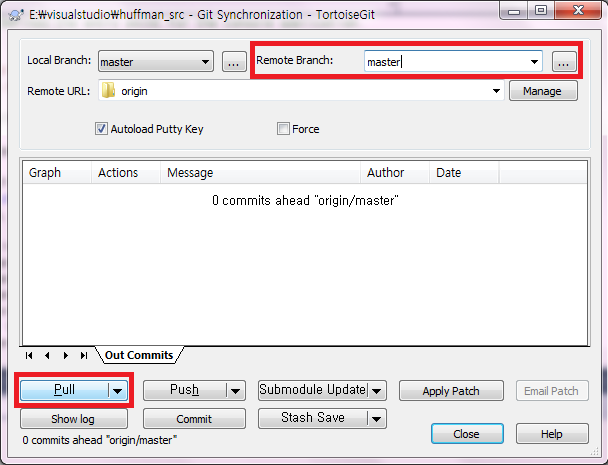 E:\visualstudio\huffman_src - Git Synchronization - TortoiseGit
Local Branch: master ... Remote Branch: master ...
Remote URL: origin Manage
Autoload Putty Key Force
Graph Actions Message Author Date
0 commits ahead "origin/master"
Out Commits
Pull Push Submodule Update Apply Patch Email Patch
Show log Commit Stash Save
0 commits ahead "origin/master"
Close Help